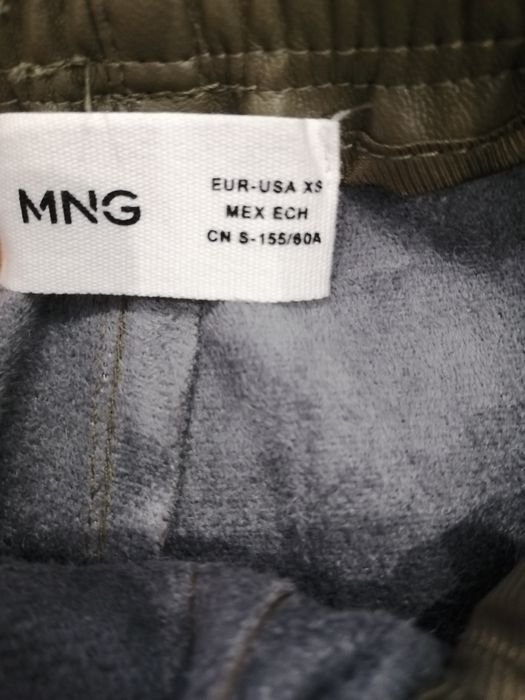 MNG
EUR-USA XS
MEX ECH
CN S-155/60A